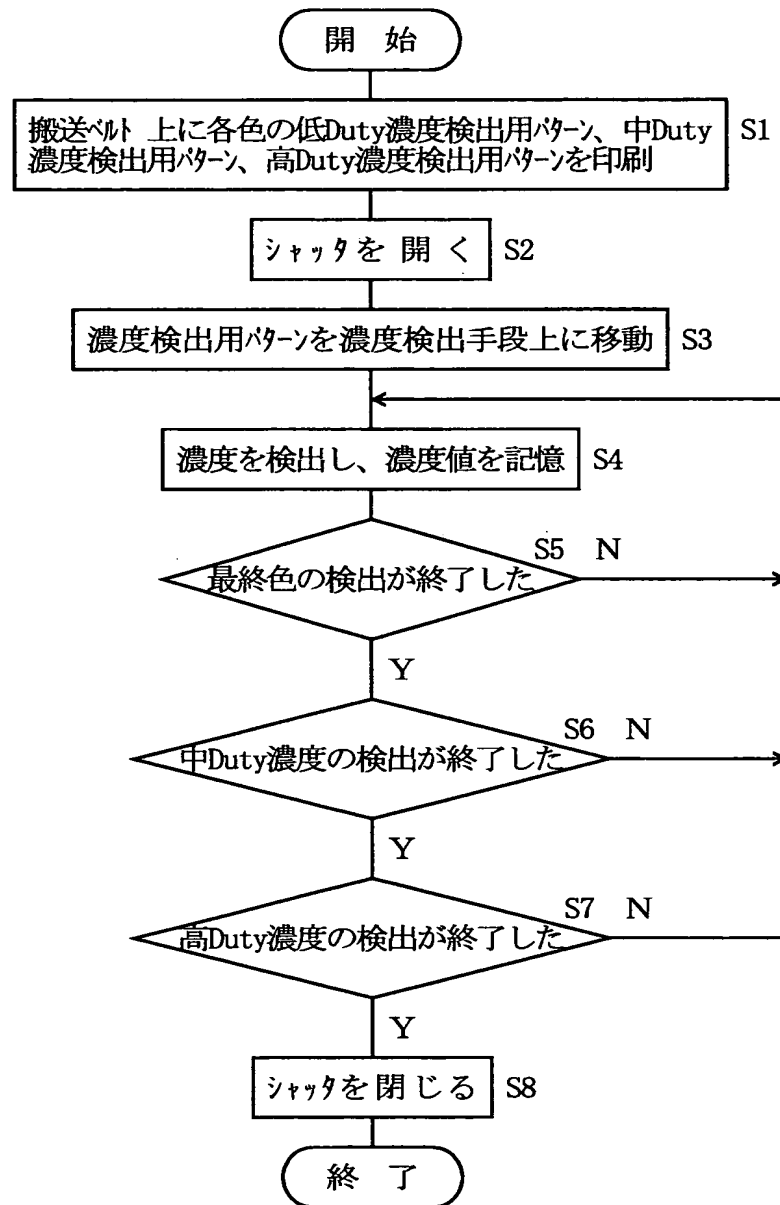 開 始
搬送ﾍﾞﾙﾄ 上に各色の低Duty濃度検出用ﾊﾟﾀｰﾝ、中Duty S1
濃度検出用ﾊﾟﾀｰﾝ、高Duty濃度検出用ﾊﾟﾀｰﾝを印刷
ｼｬｯﾀを 開 く S2
濃度検出用ﾊﾟﾀｰﾝを濃度検出手段上に移動 S3
濃度を検出し、濃度値を記憶 S4
S5 N
最終色の検出が終了した
Y
S6 N
中Duty濃度の検出が終了した
Y
S7 N
高Duty濃度の検出が終了した
Y
ｼｬｯﾀを閉じる S8
終 了